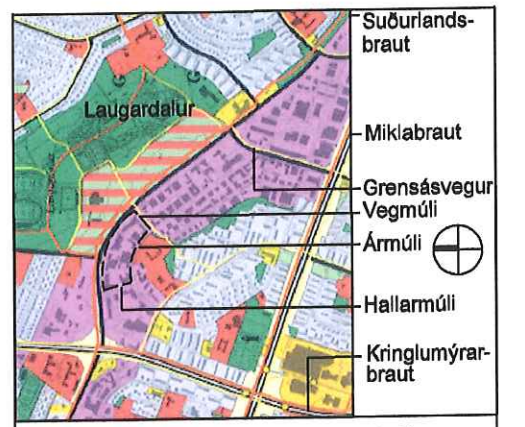 Suðurlands-
braut
Laugardalur
Miklabraut
Grensásvegur
Vegmúli
Ármúli
Hallarmúli
Kringlumýrar-
braut